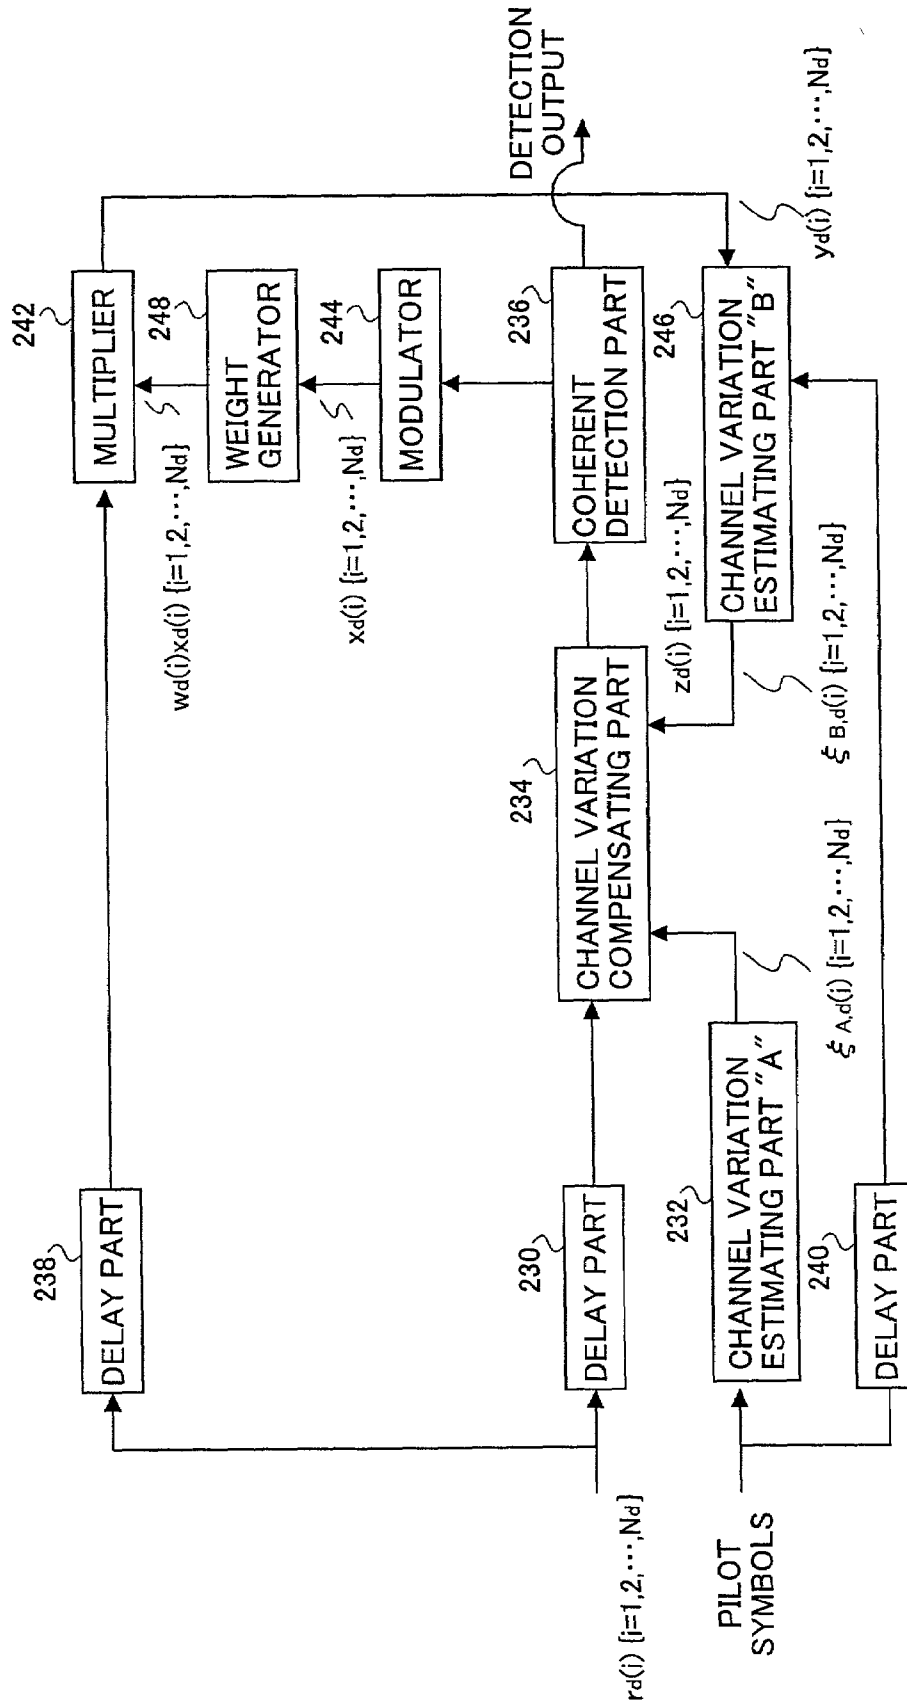 238
DELAY PART
242
MULTIPLIER
wd(i)xd(i) {i=1,2,⋯,Nd}
248
WEIGHT
GENERATOR
xd(i) {i=1,2,⋯,Nd}
244
MODULATOR
DETECTION
OUTPUT
rd(i) {i=1,2,⋯,Nd}
230
DELAY PART
234
CHANNEL VARIATION
COMPENSATING PART
236
COHERENT
DETECTION PART
zd(i) {i=1,2,⋯,Nd}
PILOT
SYMBOLS
232
CHANNEL VARIATION
ESTIMATING PART "A"
246
CHANNEL VARIATION
ESTIMATING PART "B"
ξA,d(i) {i=1,2,⋯,Nd}
ξB,d(i) {i=1,2,⋯,Nd}
yd(i) {i=1,2,⋯,Nd}
240
DELAY PART